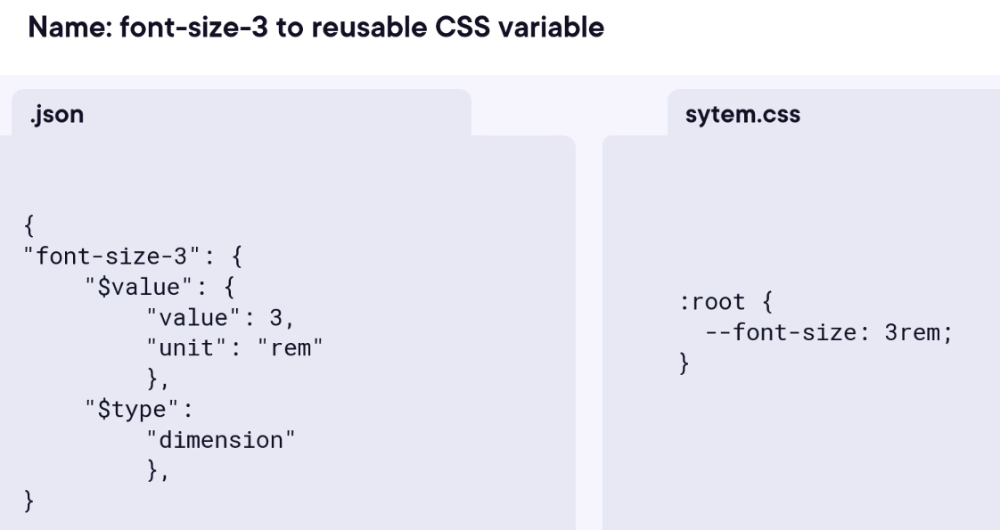 Name: font-size-3 to reusable CSS variable
.json
{
"font-size-3": {
"$value": {
"value": 3,
"unit": "rem"
},
"$type":
"dimension"
},
}
sytem.css
:root {
--font-size: 3rem;
}